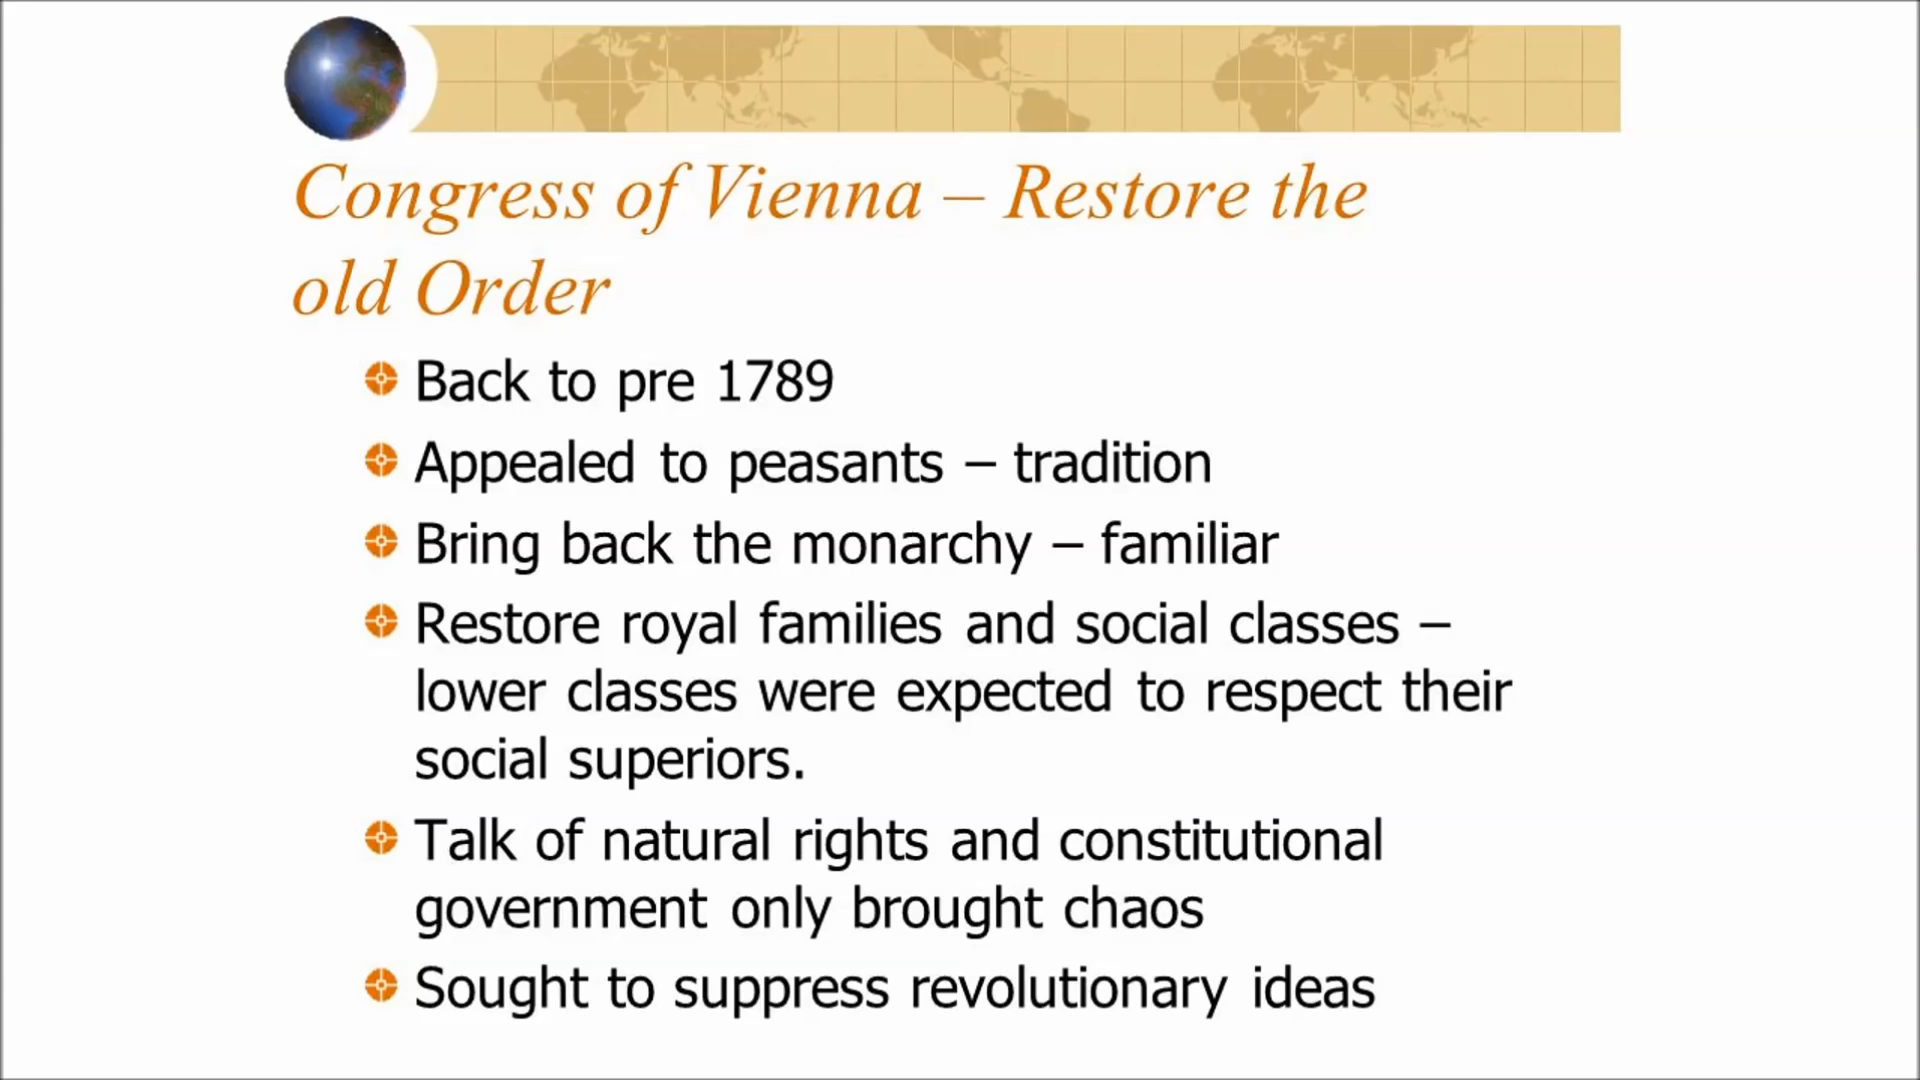 Congress of Vienna – Restore the
old Order
Back to pre 1789
Appealed to peasants – tradition
Bring back the monarchy – familiar
Restore royal families and social classes –
lower classes were expected to respect their
social superiors.
Talk of natural rights and constitutional
government only brought chaos
Sought to suppress revolutionary ideas